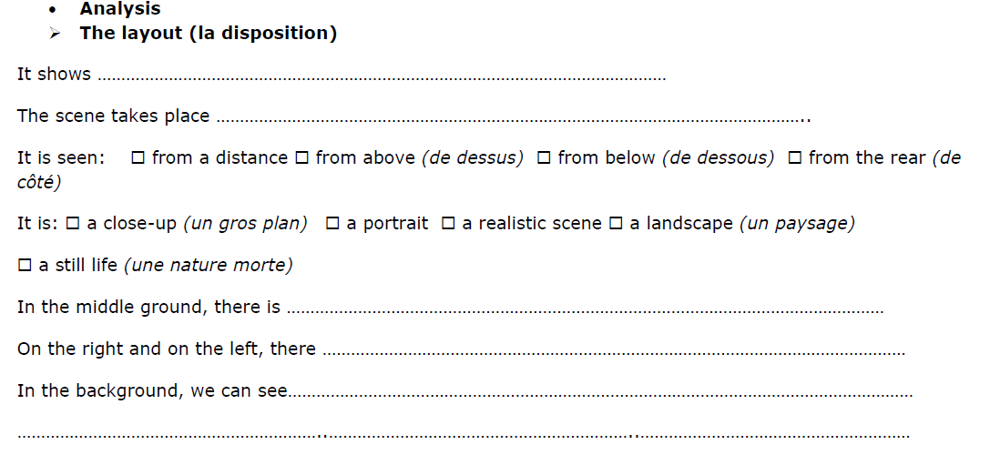 • Analysis
➢ The layout (la disposition)
It shows ........................................................................................................................
The scene takes place ...........................................................................................................................
It is seen: □ from a distance □ from above (de dessus) □ from below (de dessous) □ from the rear (de
côté)
It is: □ a close-up (un gros plan) □ a portrait □ a realistic scene □ a landscape (un paysage)
□ a still life (une nature morte)
In the middle ground, there is ..............................................................................................................................
On the right and on the left, there ...........................................................................................................................
In the background, we can see....................................................................................................................................
............................................................................................................................................................................................